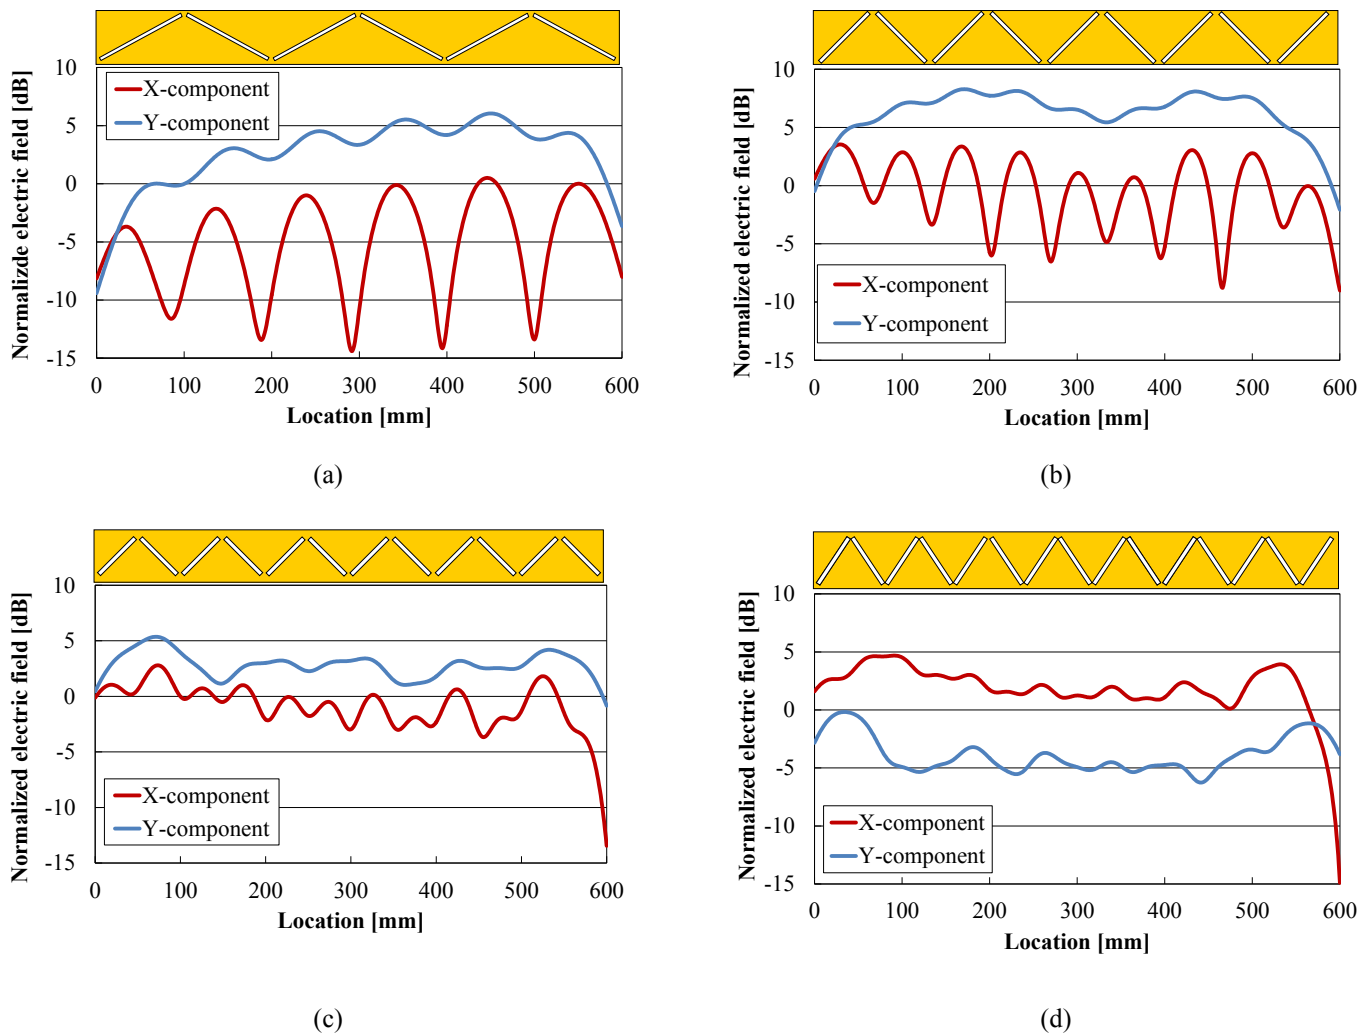 10
5
0
-5
-10
-15
Normalizde electric field [dB]
X-component
Y-component
0 100 200 300 400 500 600
Location [mm]
(a)
10
5
0
-5
-10
-15
Normalized electric field [dB]
X-component
Y-component
0 100 200 300 400 500 600
Location [mm]
(b)
10
5
0
-5
-10
-15
Normalized electric field [dB]
X-component
Y-component
0 100 200 300 400 500 600
Location [mm]
(c)
10
5
0
-5
-10
-15
Normalized electric field [dB]
X-component
Y-component
0 100 200 300 400 500 600
Location [mm]
(d)